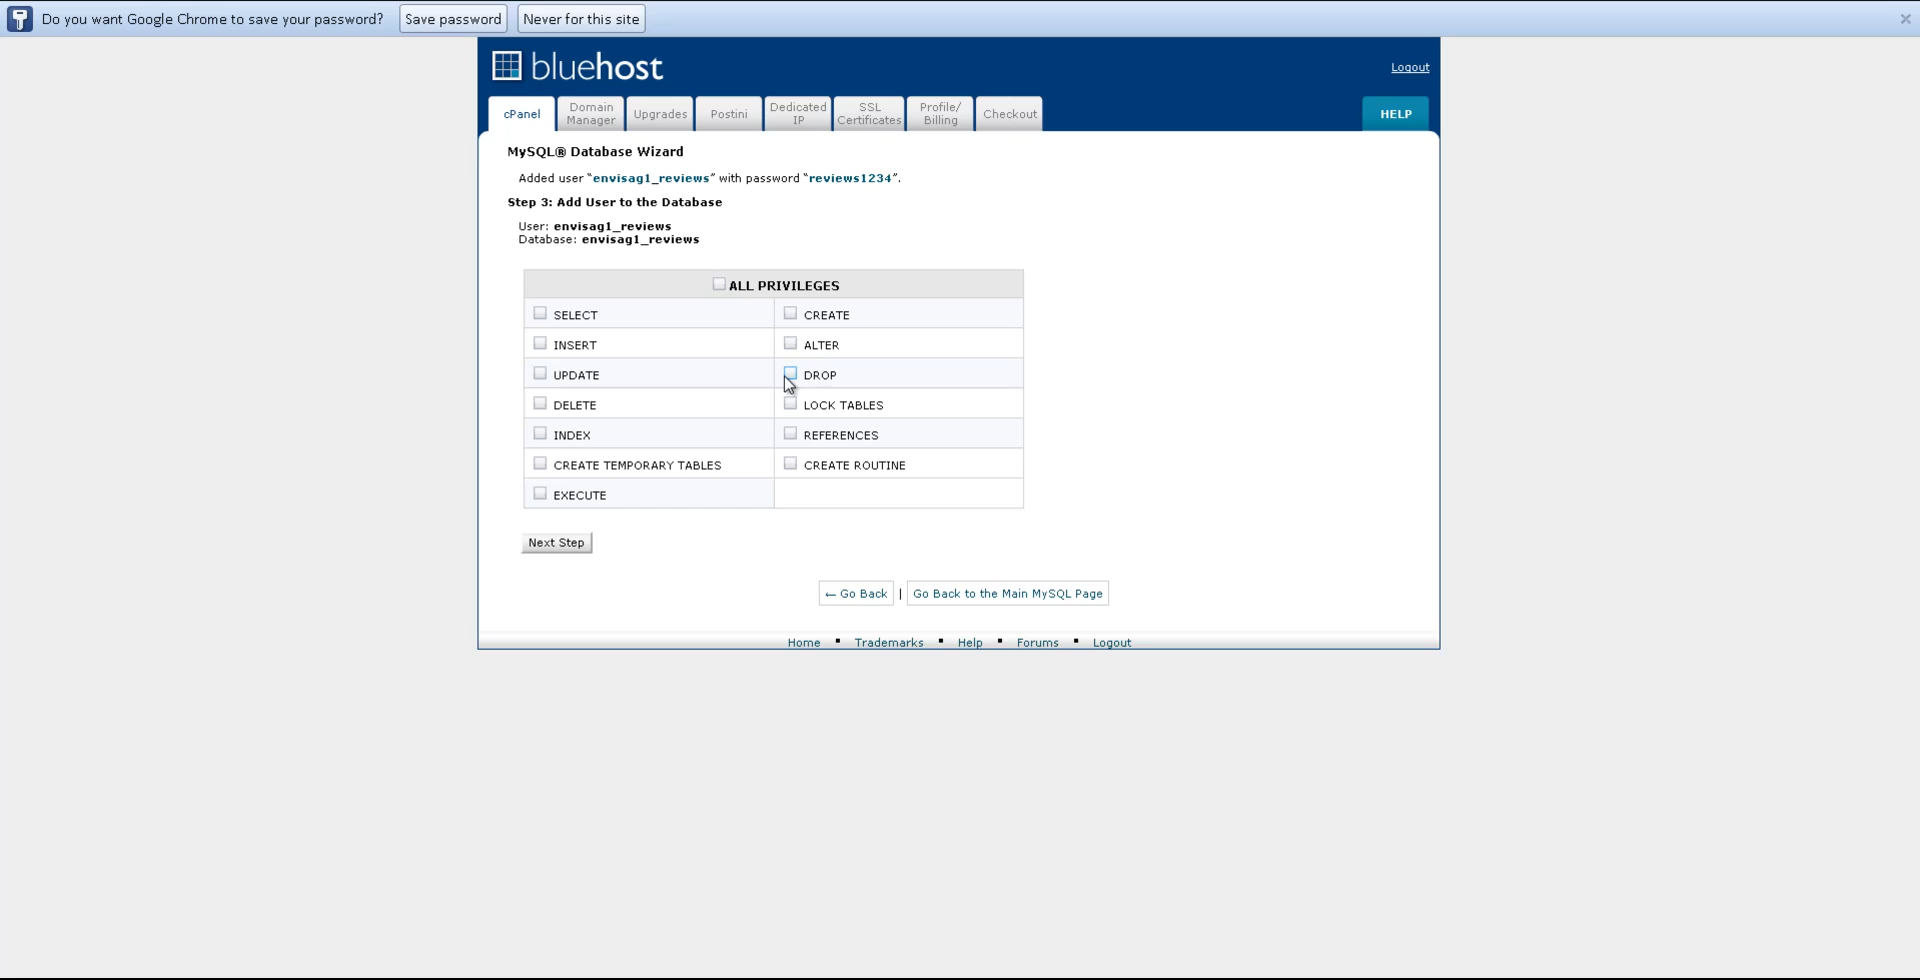 Do you want Google Chrome to save your password? Save password Never for this site
bluehost
Logout
cPanel Domain Manager Upgrades Postini Dedicated IP SSL Certificates Profile/ Billing Checkout HELP
MySQL® Database Wizard
Added user “envisag1_reviews” with password “reviews1234”.
Step 3: Add User to the Database
User: envisag1_reviews
Database: envisag1_reviews
ALL PRIVILEGES
SELECT CREATE
INSERT ALTER
UPDATE DROP
DELETE LOCK TABLES
INDEX REFERENCES
CREATE TEMPORARY TABLES CREATE ROUTINE
EXECUTE
Next Step
← Go Back | Go Back to the Main MySQL Page
Home ▪ Trademarks ▪ Help ▪ Forums ▪ Logout